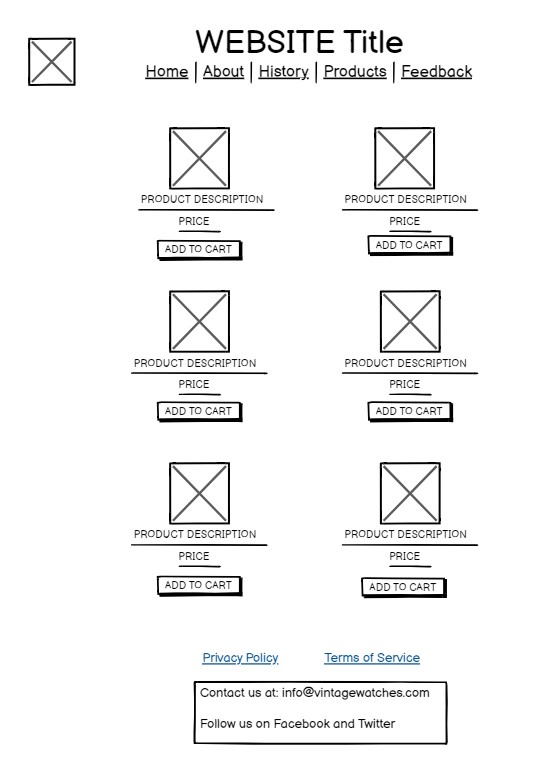 WEBSITE Title
Home | About | History | Products | Feedback
PRODUCT DESCRIPTION PRODUCT DESCRIPTION
PRICE PRICE
ADD TO CART ADD TO CART
PRODUCT DESCRIPTION PRODUCT DESCRIPTION
PRICE PRICE
ADD TO CART ADD TO CART
PRODUCT DESCRIPTION PRODUCT DESCRIPTION
PRICE PRICE
ADD TO CART ADD TO CART
Privacy Policy Terms of Service
Contact us at: info@vintagewatches.com
Follow us on Facebook and Twitter